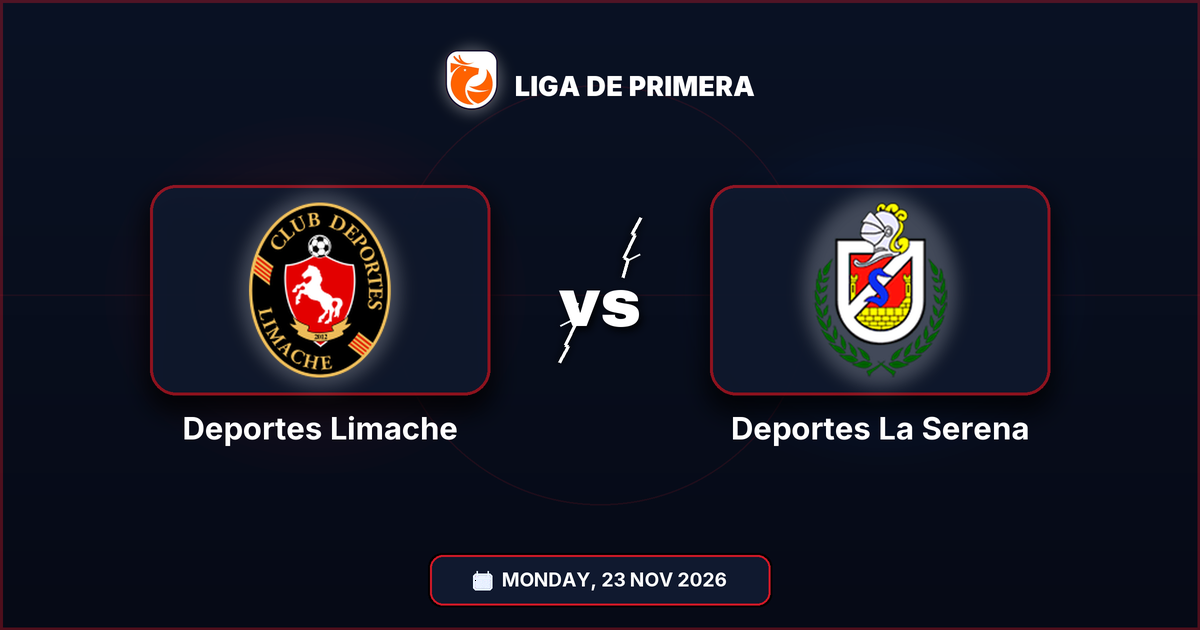 LIGA DE PRIMERA
CLUB DEPORTES
LIMACHE
2012
vs
Deportes Limache
Deportes La Serena
MONDAY, 23 NOV 2026